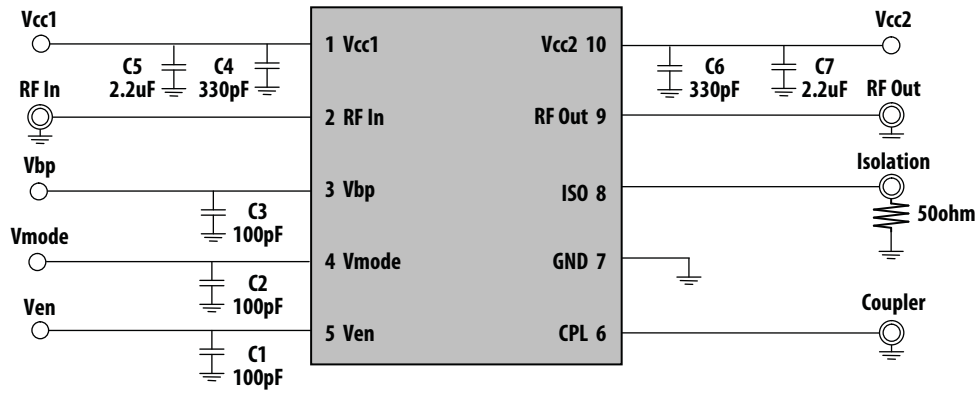 Vcc1
Vcc2
1 Vcc1
Vcc2 10
C5
2.2uF
C4
330pF
C6
330pF
C7
2.2uF
RF In
RF Out
2 RF In
RF Out 9
Vbp
Isolation
3 Vbp
ISO 8
C3
100pF
50ohm
Vmode
4 Vmode
GND 7
C2
100pF
Ven
Coupler
5 Ven
CPL 6
C1
100pF